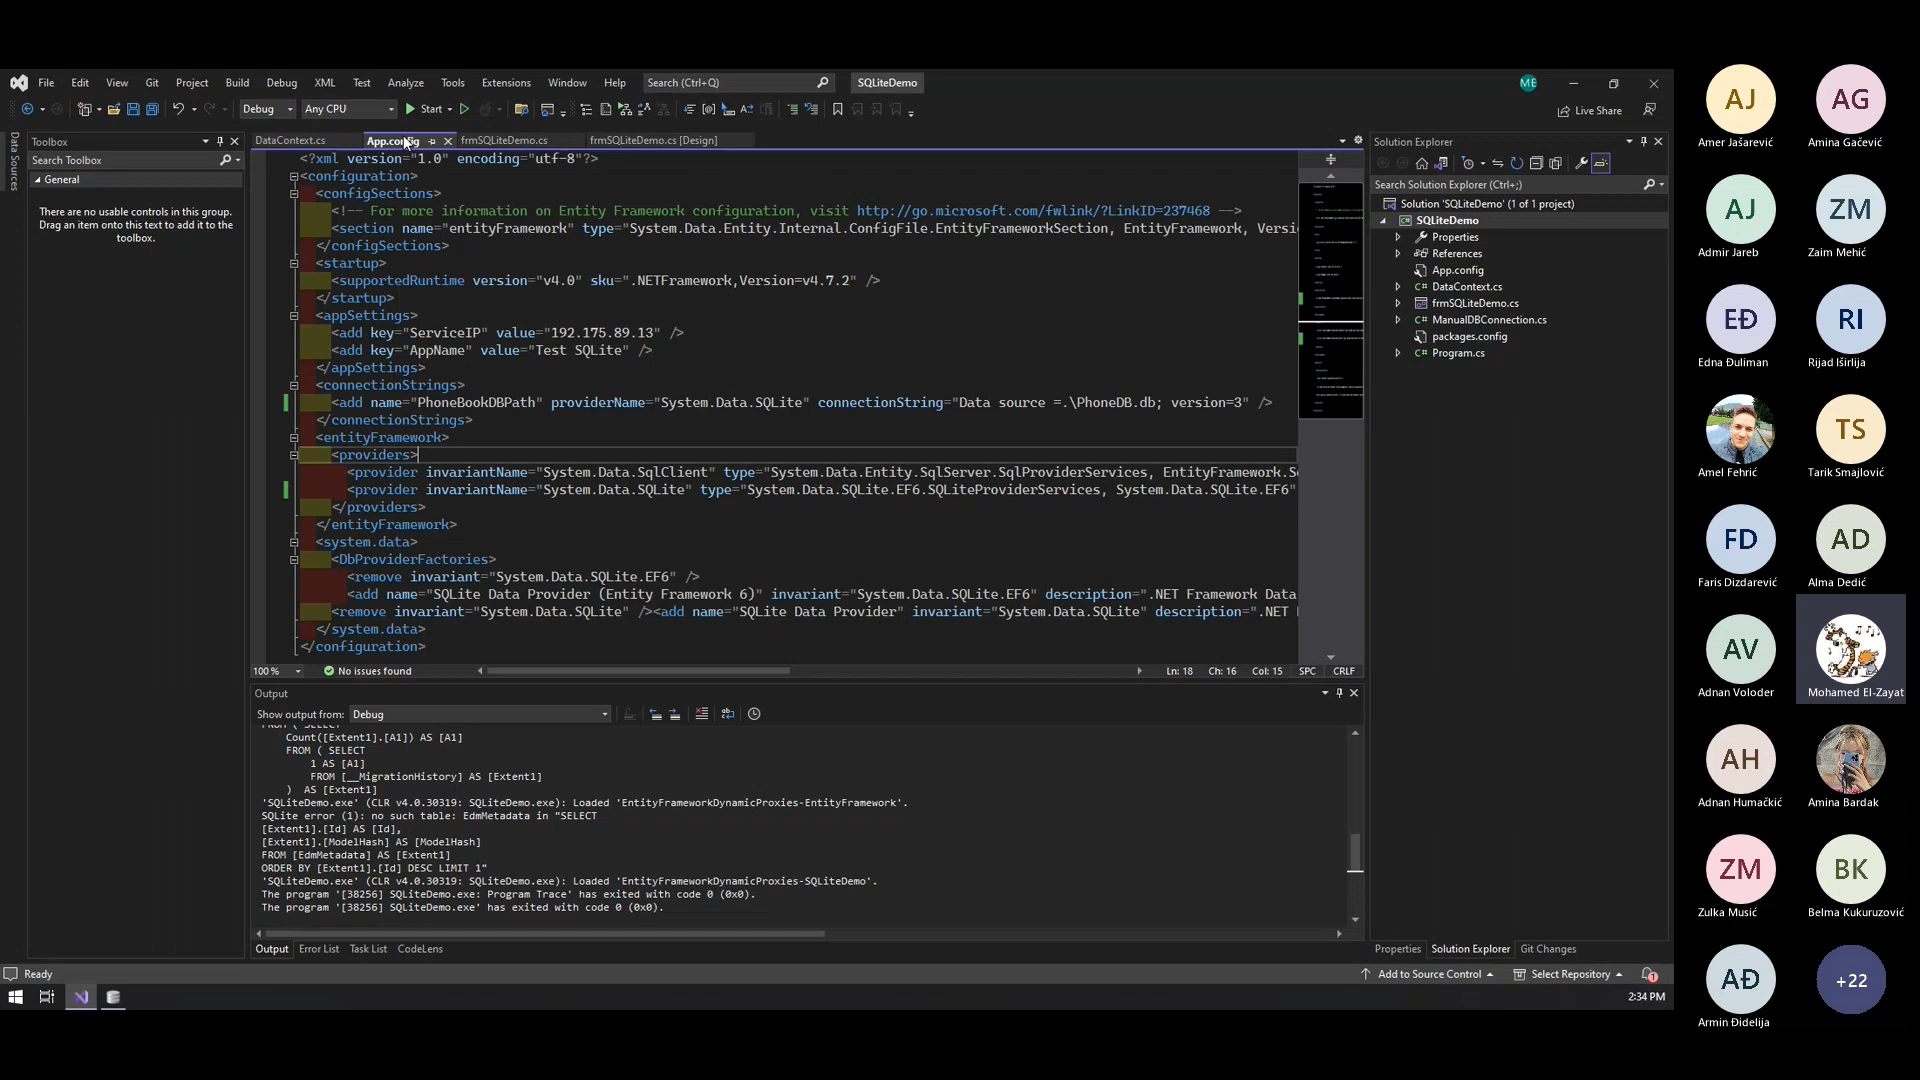 File Edit View Git Project Build Debug XML Test Analyze Tools Extensions Window Help Search (Ctrl+Q) SQLiteDemo ME
Debug Any CPU Start Live Share
Data Sources
Toolbox
Search Toolbox
General
There are no usable controls in this group.
Drag an item onto this text to add it to the
toolbox.
DataContext.cs App.config frmSQLiteDemo.cs frmSQLiteDemo.cs [Design]
<?xml version="1.0" encoding="utf-8"?>
<configuration>
<configSections>
<!-- For more information on Entity Framework configuration, visit http://go.microsoft.com/fwlink/?LinkID=237468 -->
<section name="entityFramework" type="System.Data.Entity.Internal.ConfigFile.EntityFrameworkSection, EntityFramework, Versio
</configSections>
<startup>
<supportedRuntime version="v4.0" sku=".NETFramework,Version=v4.7.2" />
</startup>
<appSettings>
<add key="ServiceIP" value="192.175.89.13" />
<add key="AppName" value="Test SQLite" />
</appSettings>
<connectionStrings>
<add name="PhoneBookDBPath" providerName="System.Data.SQLite" connectionString="Data source =.\PhoneDB.db; version=3" />
</connectionStrings>
<entityFramework>
<providers>
<provider invariantName="System.Data.SqlClient" type="System.Data.Entity.SqlServer.SqlProviderServices, EntityFramework.S
<provider invariantName="System.Data.SQLite" type="System.Data.SQLite.EF6.SQLiteProviderServices, System.Data.SQLite.EF6"
</providers>
</entityFramework>
<system.data>
<DbProviderFactories>
<remove invariant="System.Data.SQLite.EF6" />
<add name="SQLite Data Provider (Entity Framework 6)" invariant="System.Data.SQLite.EF6" description=".NET Framework Data
<remove invariant="System.Data.SQLite" /><add name="SQLite Data Provider" invariant="System.Data.SQLite" description=".NET
</system.data>
</configuration>
100 % No issues found Ln: 18 Ch: 16 Col: 15 SPC CRLF
Output
Show output from: Debug
FROM ( SELECT
Count([Extent1].[A1]) AS [A1]
FROM ( SELECT
1 AS [A1]
FROM [__MigrationHistory] AS [Extent1]
) AS [Extent1]
'SQLiteDemo.exe' (CLR v4.0.30319: SQLiteDemo.exe): Loaded 'EntityFrameworkDynamicProxies-EntityFramework'.
SQLite error (1): no such table: EdmMetadata in "SELECT
[Extent1].[Id] AS [Id],
[Extent1].[ModelHash] AS [ModelHash]
FROM [EdmMetadata] AS [Extent1]
ORDER BY [Extent1].[Id] DESC LIMIT 1"
'SQLiteDemo.exe' (CLR v4.0.30319: SQLiteDemo.exe): Loaded 'EntityFrameworkDynamicProxies-SQLiteDemo'.
The program '[38256] SQLiteDemo.exe: Program Trace' has exited with code 0 (0x0).
The program '[38256] SQLiteDemo.exe' has exited with code 0 (0x0).
Output Error List Task List CodeLens
Solution Explorer
Search Solution Explorer (Ctrl+;)
Solution 'SQLiteDemo' (1 of 1 project)
SQLiteDemo
Properties
References
App.config
DataContext.cs
frmSQLiteDemo.cs
ManualDBConnection.cs
packages.config
Program.cs
Properties Solution Explorer Git Changes
Ready Add to Source Control Select Repository 1
2:34 PM
AJ AG
Amer Jašarević Amina Gačević
AJ ZM
Admir Jareb Zaim Mehić
EĐ RI
Edna Đuliman Rijad Iširlija
TS
Amel Fehrić Tarik Smajlović
FD AD
Faris Dizdarević Alma Dedić
AV
Adnan Voloder Mohamed El-Zayat
AH
Adnan Humačkić Amina Bardak
ZM BK
Zulka Musić Belma Kukuruzović
AĐ +22
Armin Đidelija